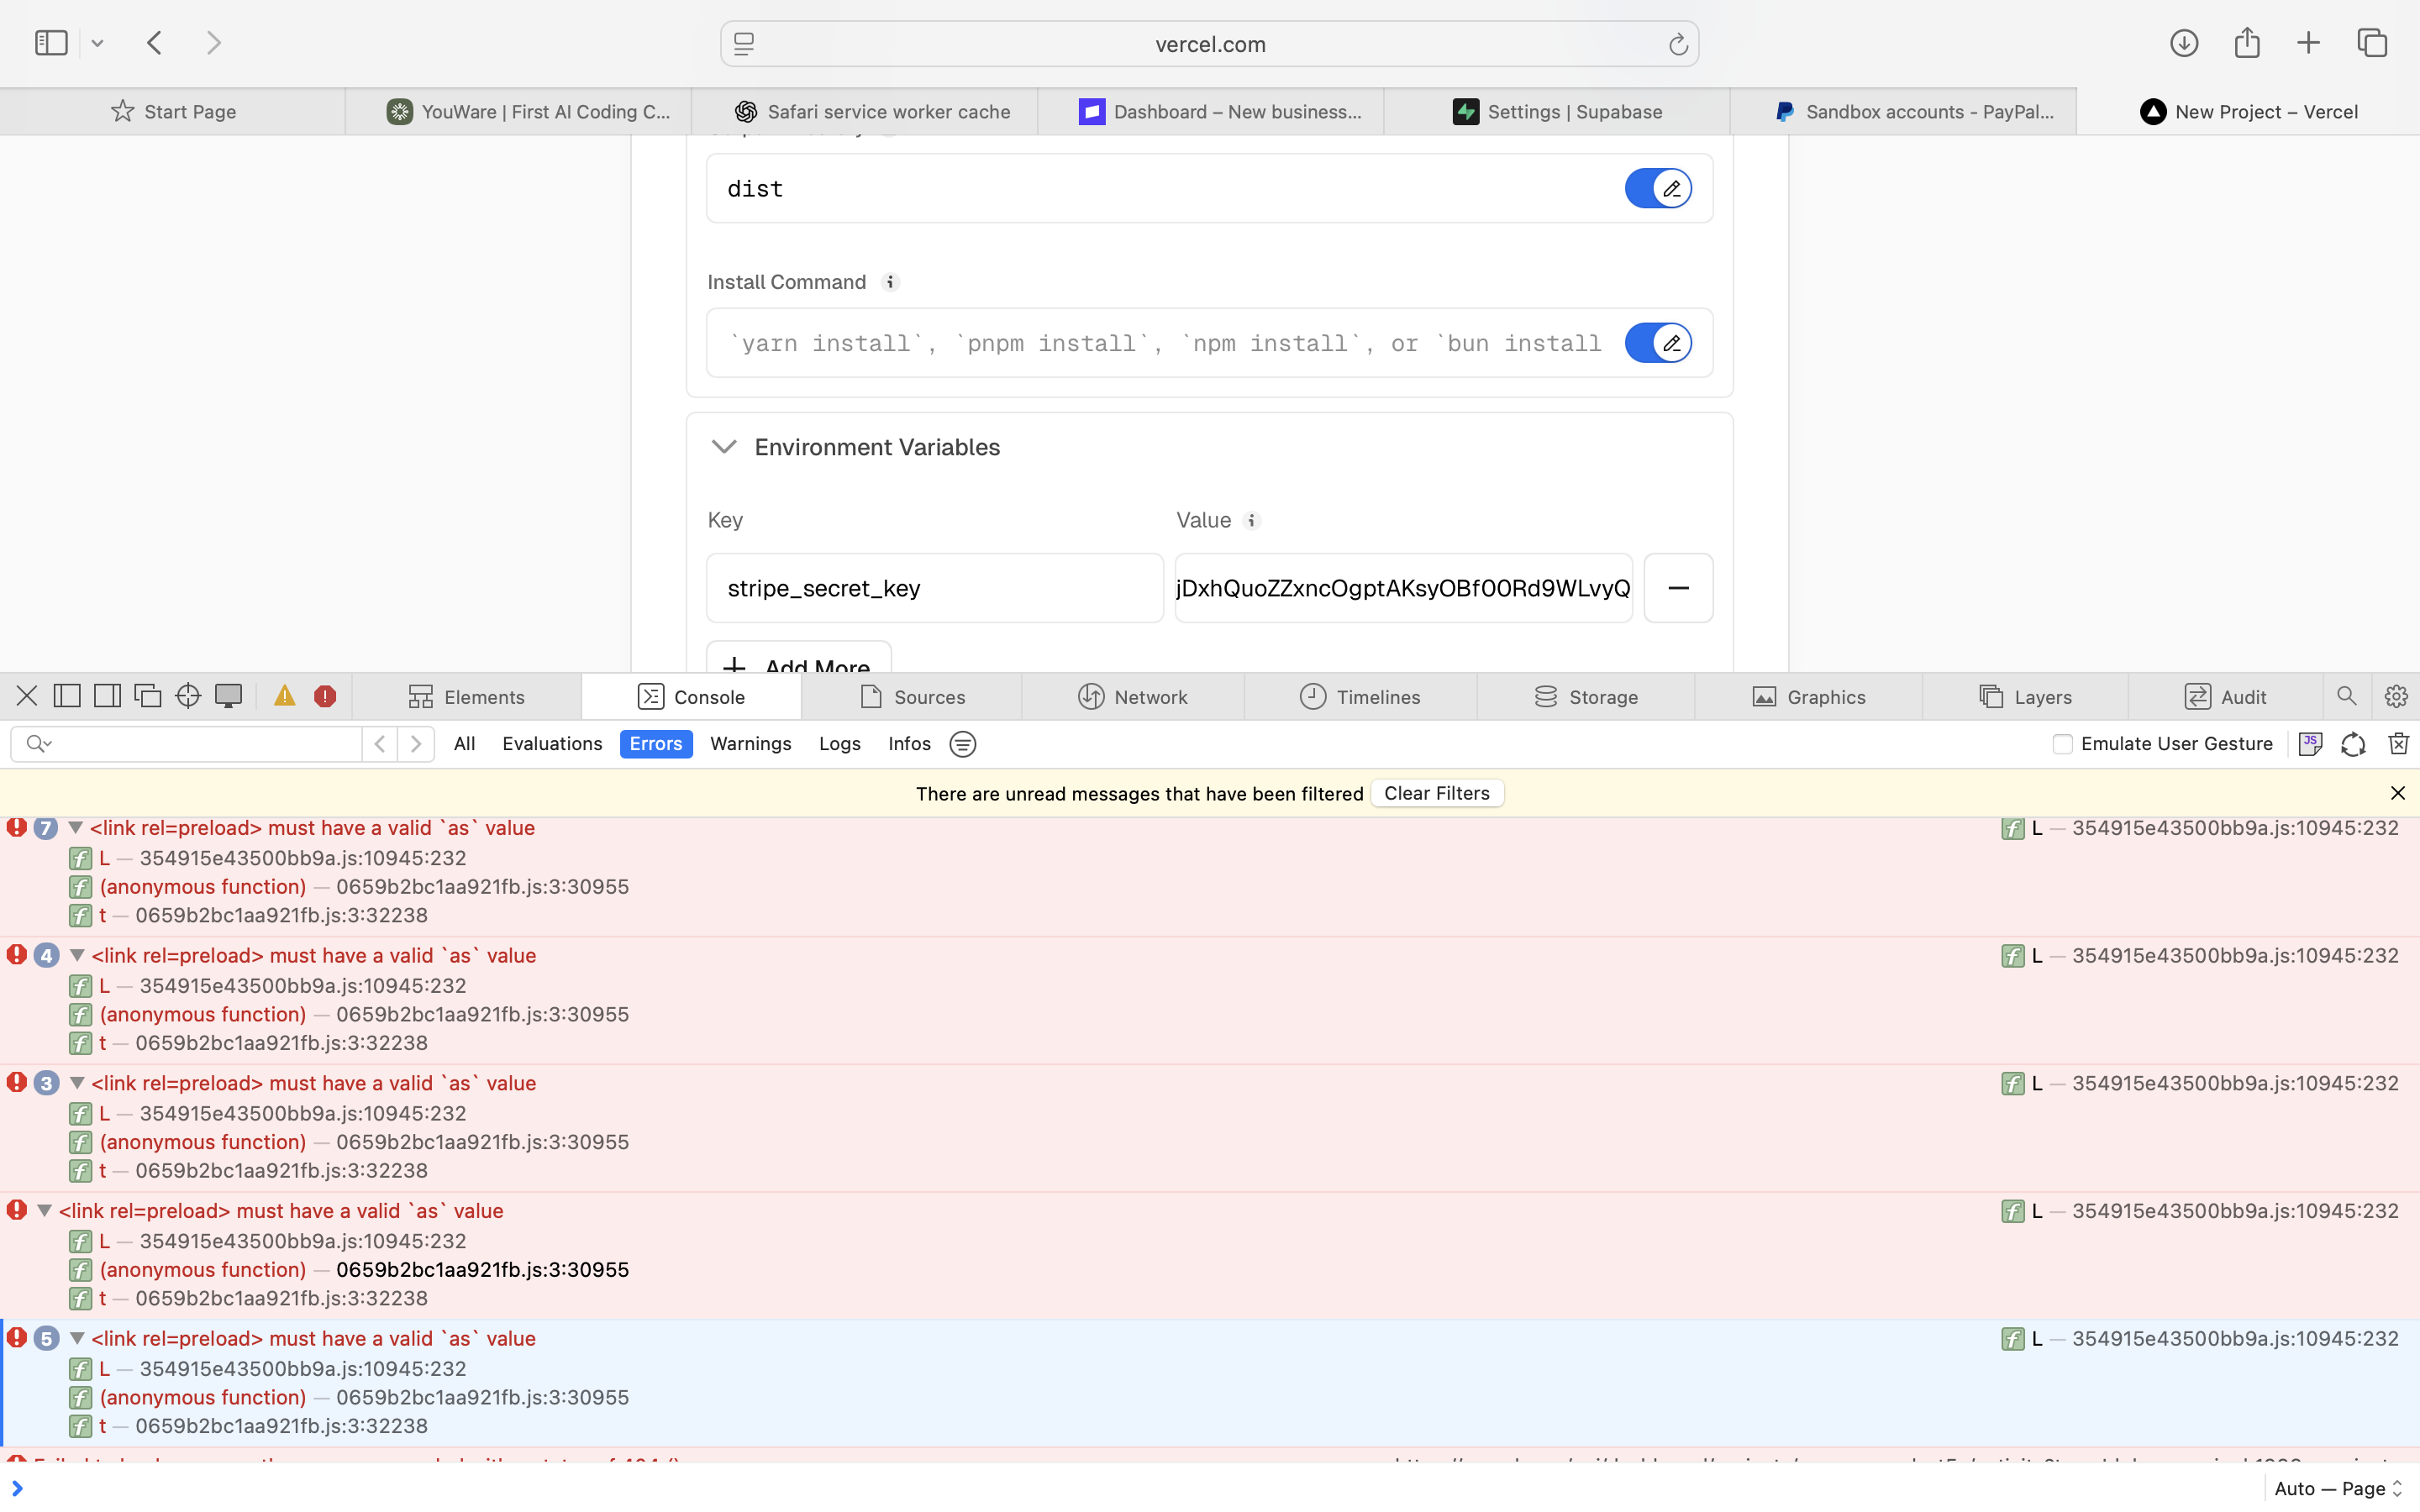 vercel.com
Start Page
YouWare | First AI Coding C...
Safari service worker cache
Dashboard – New business...
Settings | Supabase
Sandbox accounts - PayPal...
New Project – Vercel
dist
Install Command
`yarn install`, `pnpm install`, `npm install`, or `bun install
Environment Variables
Key
Value
stripe_secret_key
jDxhQuoZZxncOgptAKsyOBf00Rd9WLvyQ
Add More
Elements
Console
Sources
Network
Timelines
Storage
Graphics
Layers
Audit
All
Evaluations
Errors
Warnings
Logs
Infos
Emulate User Gesture
There are unread messages that have been filtered
Clear Filters
7 <link rel=preload> must have a valid `as` value
L — 354915e43500bb9a.js:10945:232
L — 354915e43500bb9a.js:10945:232
(anonymous function) — 0659b2bc1aa921fb.js:3:30955
t — 0659b2bc1aa921fb.js:3:32238
4 <link rel=preload> must have a valid `as` value
L — 354915e43500bb9a.js:10945:232
L — 354915e43500bb9a.js:10945:232
(anonymous function) — 0659b2bc1aa921fb.js:3:30955
t — 0659b2bc1aa921fb.js:3:32238
3 <link rel=preload> must have a valid `as` value
L — 354915e43500bb9a.js:10945:232
L — 354915e43500bb9a.js:10945:232
(anonymous function) — 0659b2bc1aa921fb.js:3:30955
t — 0659b2bc1aa921fb.js:3:32238
<link rel=preload> must have a valid `as` value
L — 354915e43500bb9a.js:10945:232
L — 354915e43500bb9a.js:10945:232
(anonymous function) — 0659b2bc1aa921fb.js:3:30955
t — 0659b2bc1aa921fb.js:3:32238
5 <link rel=preload> must have a valid `as` value
L — 354915e43500bb9a.js:10945:232
L — 354915e43500bb9a.js:10945:232
(anonymous function) — 0659b2bc1aa921fb.js:3:30955
t — 0659b2bc1aa921fb.js:3:32238
Auto — Page